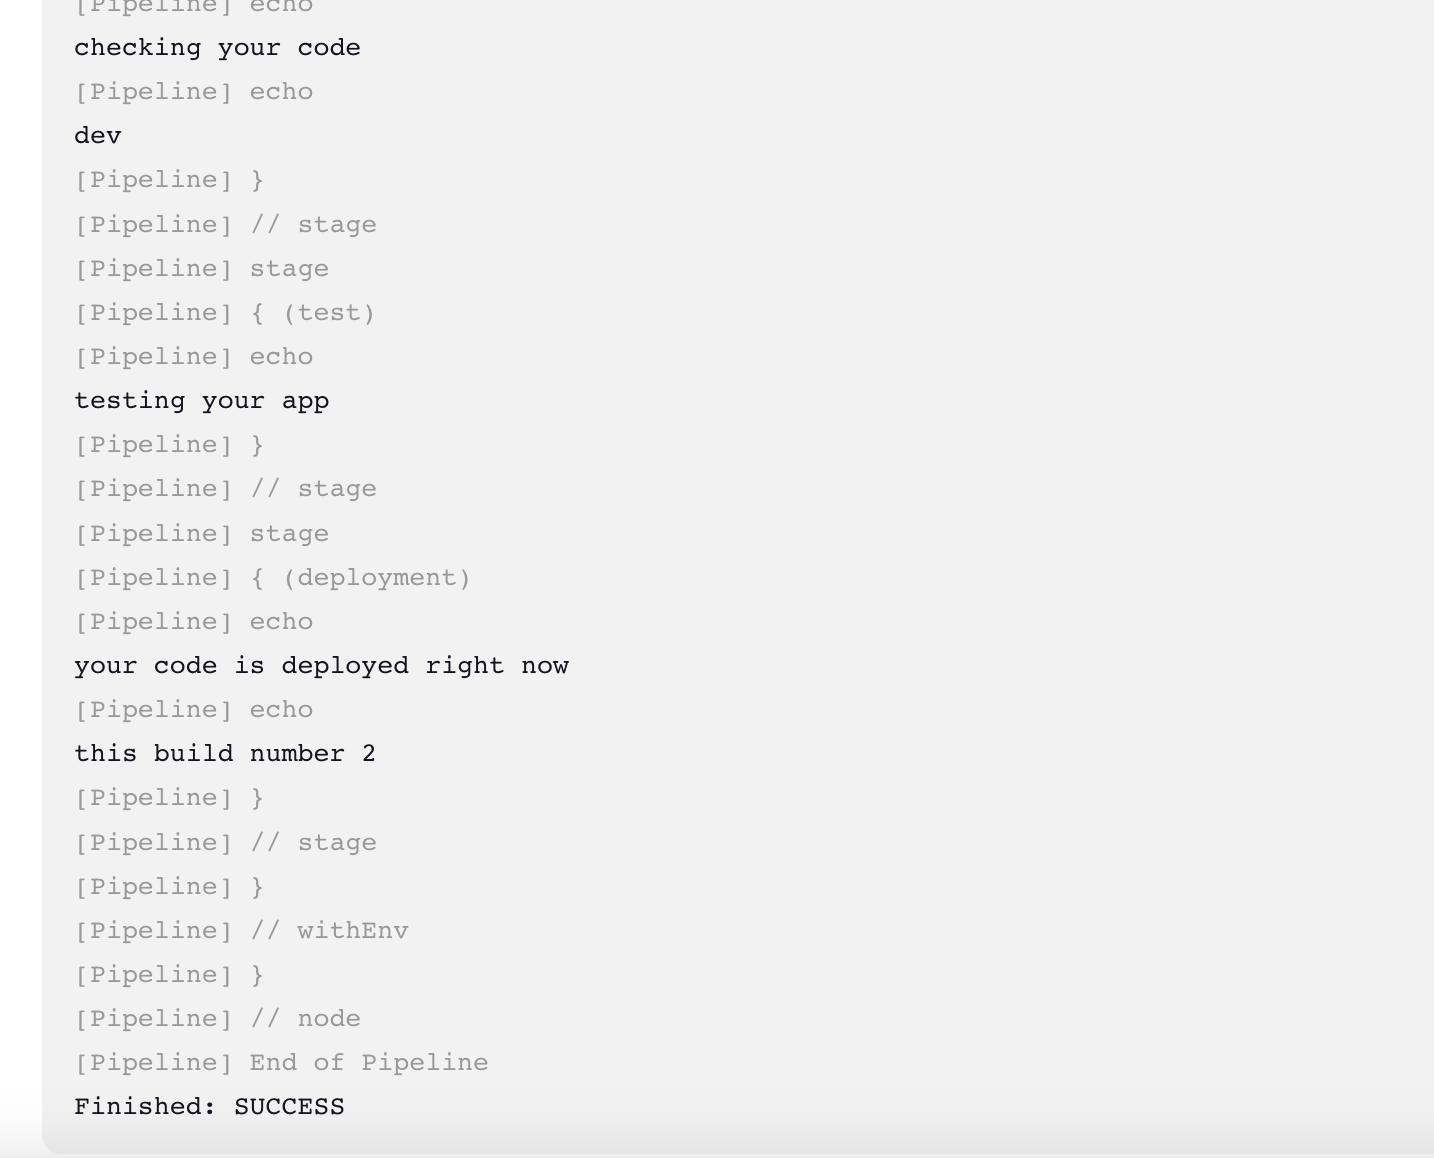 [Pipeline] echo
checking your code
[Pipeline] echo
dev
[Pipeline] }
[Pipeline] // stage
[Pipeline] stage
[Pipeline] { (test)
[Pipeline] echo
testing your app
[Pipeline] }
[Pipeline] // stage
[Pipeline] stage
[Pipeline] { (deployment)
[Pipeline] echo
your code is deployed right now
[Pipeline] echo
this build number 2
[Pipeline] }
[Pipeline] // stage
[Pipeline] }
[Pipeline] // withEnv
[Pipeline] }
[Pipeline] // node
[Pipeline] End of Pipeline
Finished: SUCCESS